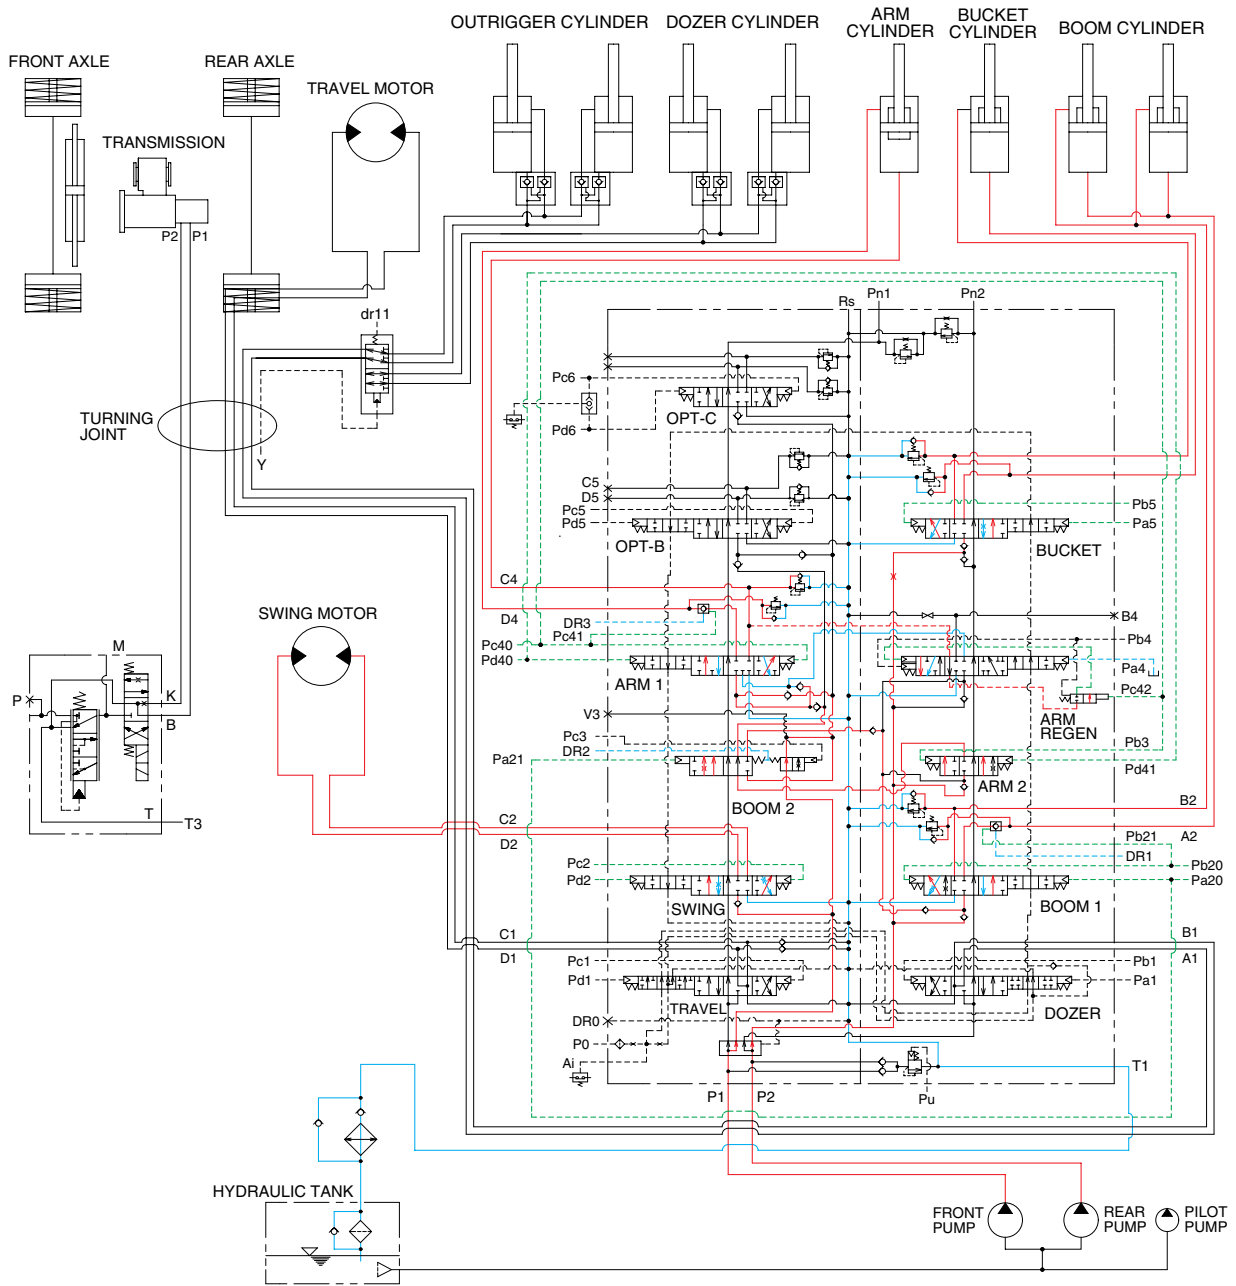 OUTRIGGER CYLINDER
DOZER CYLINDER
ARM
CYLINDER
BUCKET
CYLINDER
BOOM CYLINDER
FRONT AXLE
REAR AXLE
TRAVEL MOTOR
TRANSMISSION
P2
P1
dr11
Rs
Pn1
Pn2
Pc6
Pd6
OPT-C
TURNING
JOINT
Y
C5
D5
Pc5
Pd5
OPT-B
Pb5
Pa5
BUCKET
C4
D4
DR3
Pc41
Pc40
Pd40
ARM 1
B4
Pb4
Pa4
Pc42
ARM
REGEN
SWING MOTOR
M
P
K
B
T
T3
V3
Pc3
DR2
Pa21
BOOM 2
Pb3
Pd41
ARM 2
C2
D2
B2
A2
Pb21
DR1
Pc2
Pd2
SWING
Pb20
Pa20
BOOM 1
C1
D1
B1
A1
Pc1
Pd1
TRAVEL
Pb1
Pa1
DOZER
DR0
P0
Ai
P1
P2
Pu
T1
HYDRAULIC TANK
FRONT
PUMP
REAR
PUMP
PILOT
PUMP